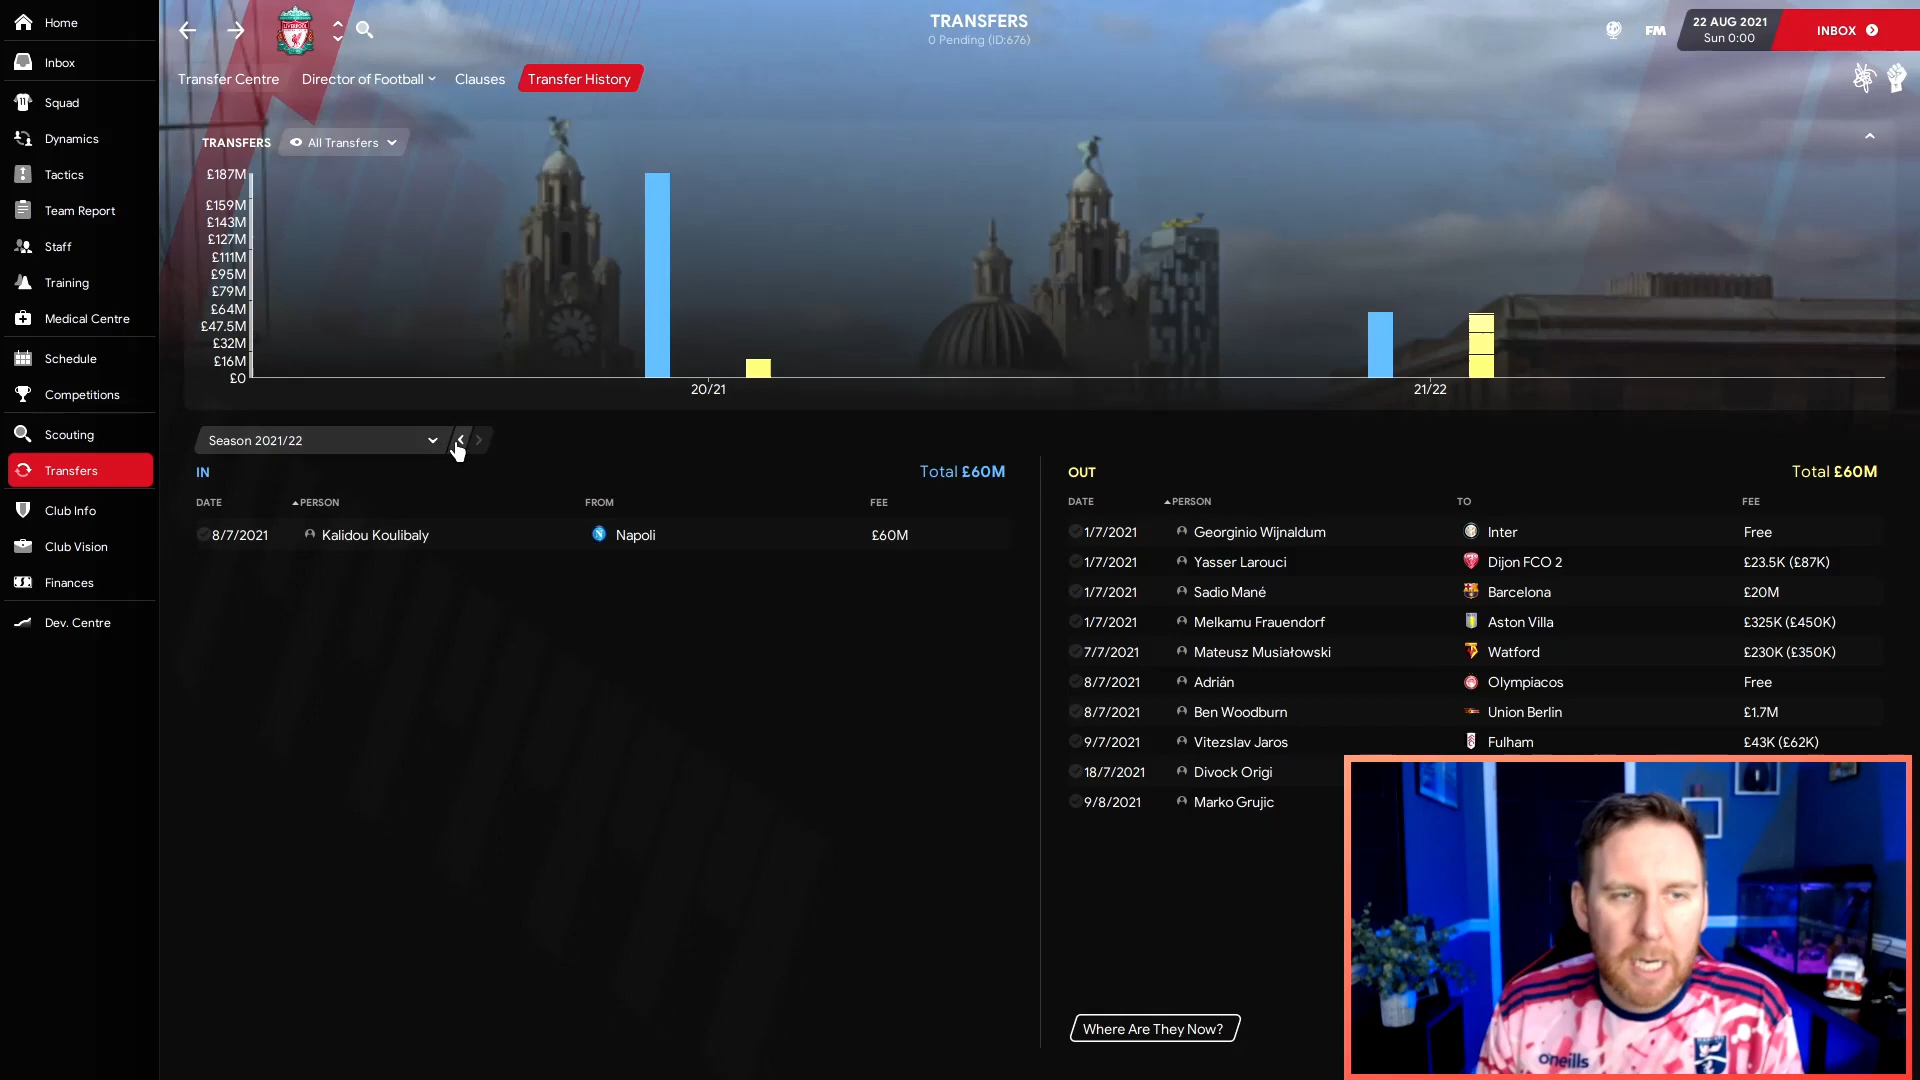 Home
Inbox
Squad
Dynamics
Tactics
Team Report
Staff
Training
Medical Centre
Schedule
Competitions
Scouting
Transfers
Club Info
Club Vision
Finances
Dev. Centre
TRANSFERS
0 Pending (ID:676)
FM
22 AUG 2021
Sun 0:00
INBOX
Transfer Centre Director of Football Clauses Transfer History
TRANSFERS All Transfers
£187M
£159M
£143M
£127M
£111M
£95M
£79M
£64M
£47.5M
£32M
£16M
£0
20/21 21/22
Season 2021/22
IN Total £60M
DATE PERSON FROM FEE
8/7/2021 Kalidou Koulibaly Napoli £60M
OUT Total £60M
DATE PERSON TO FEE
1/7/2021 Georginio Wijnaldum Inter Free
1/7/2021 Yasser Larouci Dijon FCO 2 £23.5K (£87K)
1/7/2021 Sadio Mané Barcelona £20M
1/7/2021 Melkamu Frauendorf Aston Villa £325K (£450K)
7/7/2021 Mateusz Musiałowski Watford £230K (£350K)
8/7/2021 Adrián Olympiacos Free
8/7/2021 Ben Woodburn Union Berlin £1.7M
9/7/2021 Vitezslav Jaros Fulham £43K (£62K)
18/7/2021 Divock Origi
9/8/2021 Marko Grujic
Where Are They Now?
oneills